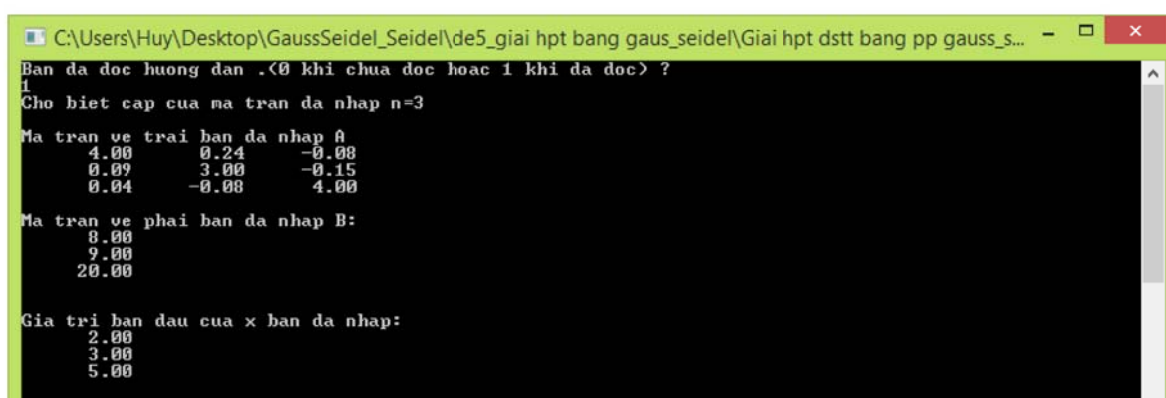 C:\Users\Huy\Desktop\GaussSeidel_Seidel\de5_giai hpt bang gaus_seidel\Giai hpt dstt bang pp gauss_s...
Ban da doc huong dan .(0 khi chua doc hoac 1 khi da doc) ?
1
Cho biet cap cua ma tran da nhap n=3
Ma tran ve trai ban da nhap A
4.00 0.24 -0.08
0.09 3.00 -0.15
0.04 -0.08 4.00
Ma tran ve phai ban da nhap B:
8.00
9.00
20.00
Gia tri ban dau cua x ban da nhap:
2.00
3.00
5.00